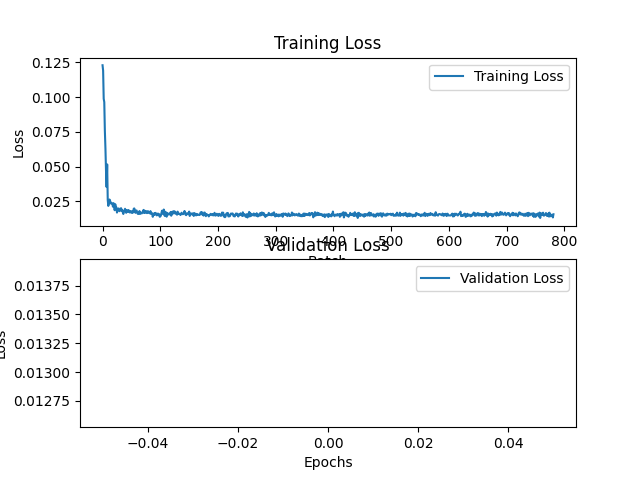 Training Loss
0.125
0.100
0.075
0.050
0.025
Loss
Training Loss
0 100 200 300 400 500 600 700 800
Batch
Validation Loss
0.01375
0.01350
0.01325
0.01300
0.01275
Loss
Validation Loss
−0.04 −0.02 0.00 0.02 0.04
Epochs